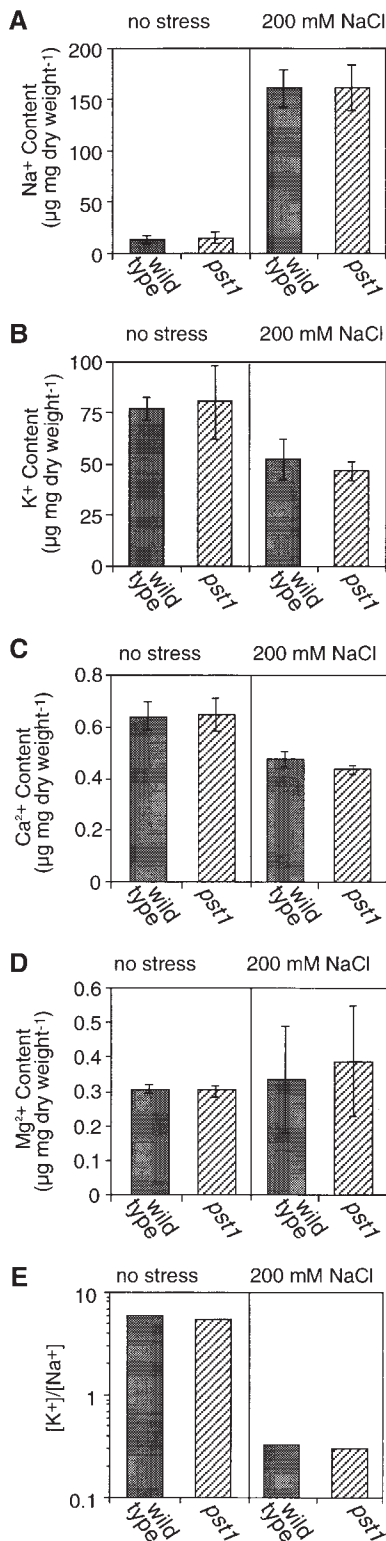 A
no stress 200 mM NaCl
Na+ Content
(µg mg dry weight-1)
200
150
100
50
0
wild type pst1 wild type pst1
B
no stress 200 mM NaCl
K+ Content
(µg mg dry weight-1)
100
75
50
25
0
wild type pst1 wild type pst1
C
no stress 200 mM NaCl
Ca2+ Content
(µg mg dry weight-1)
0.8
0.6
0.4
0.2
0
wild type pst1 wild type pst1
D
no stress 200 mM NaCl
Mg2+ Content
(µg mg dry weight-1)
0.6
0.5
0.4
0.3
0.2
0.1
0
wild type pst1 wild type pst1
E
no stress 200 mM NaCl
[K+]/[Na+]
10
1
0.1
wild type pst1 wild type pst1